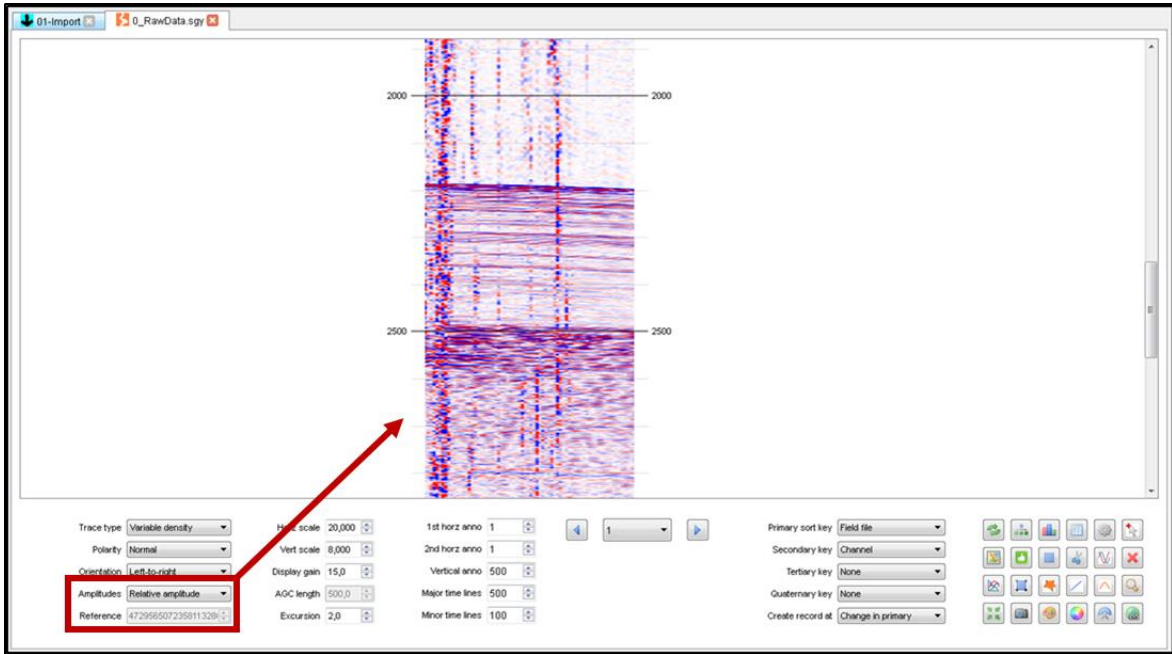 01-Import 0_RawData.sgy
2000 2000
2500 2500
Trace type Variable density Horz scale 20,000 1st horz anno 1 1 Primary sort key Field file
Polarity Normal Vert scale 8,000 2nd horz anno 1 Secondary key Channel
Orientation Left-to-right Display gain 15,0 Vertical anno 500 Tertiary key None
Amplitudes Relative amplitude AGC length 500,0 Major time lines 500 Quaternary key None
Reference Excursion 2,0 Minor time lines 100 Create record at Change in primary